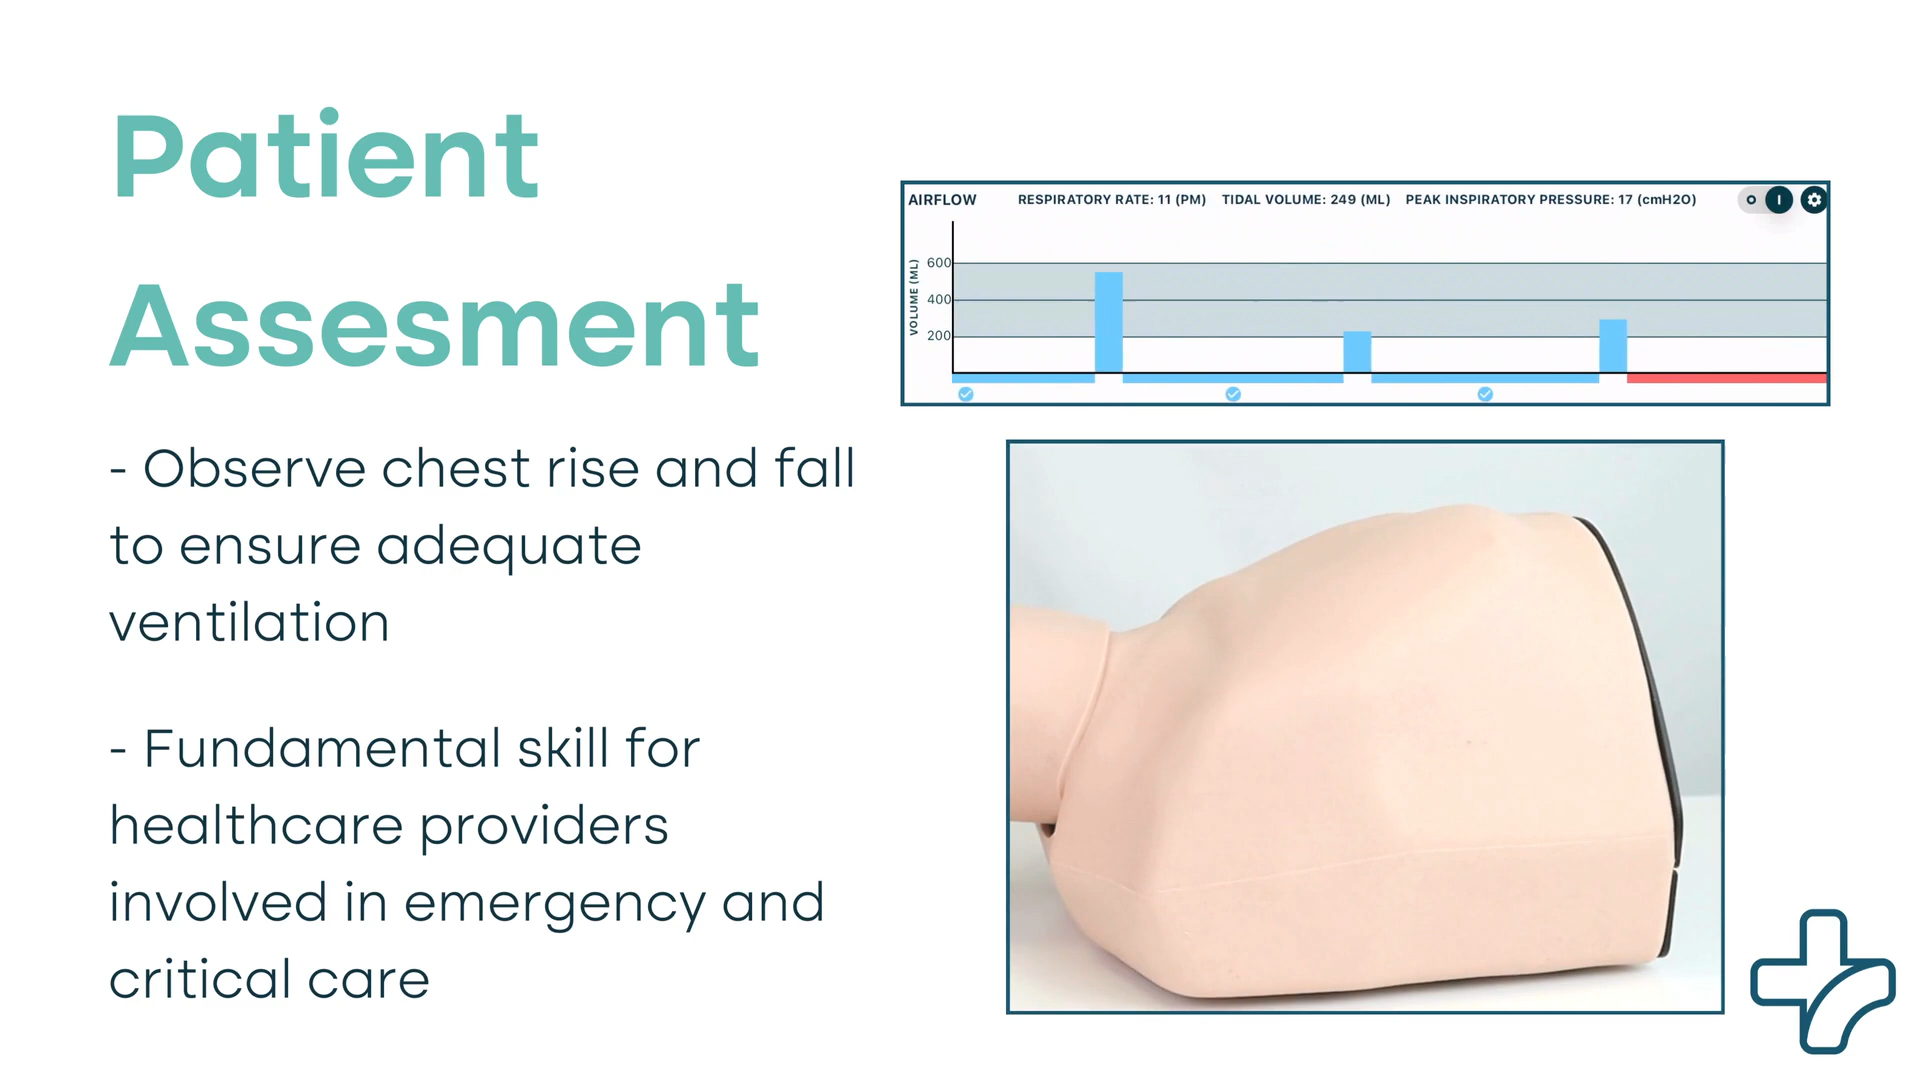 Patient
Assesment
- Observe chest rise and fall
to ensure adequate
ventilation
- Fundamental skill for
healthcare providers
involved in emergency and
critical care
AIRFLOW RESPIRATORY RATE: 11 (PM) TIDAL VOLUME: 249 (ML) PEAK INSPIRATORY PRESSURE: 17 (cmH2O)
VOLUME (ML)
600
400
200